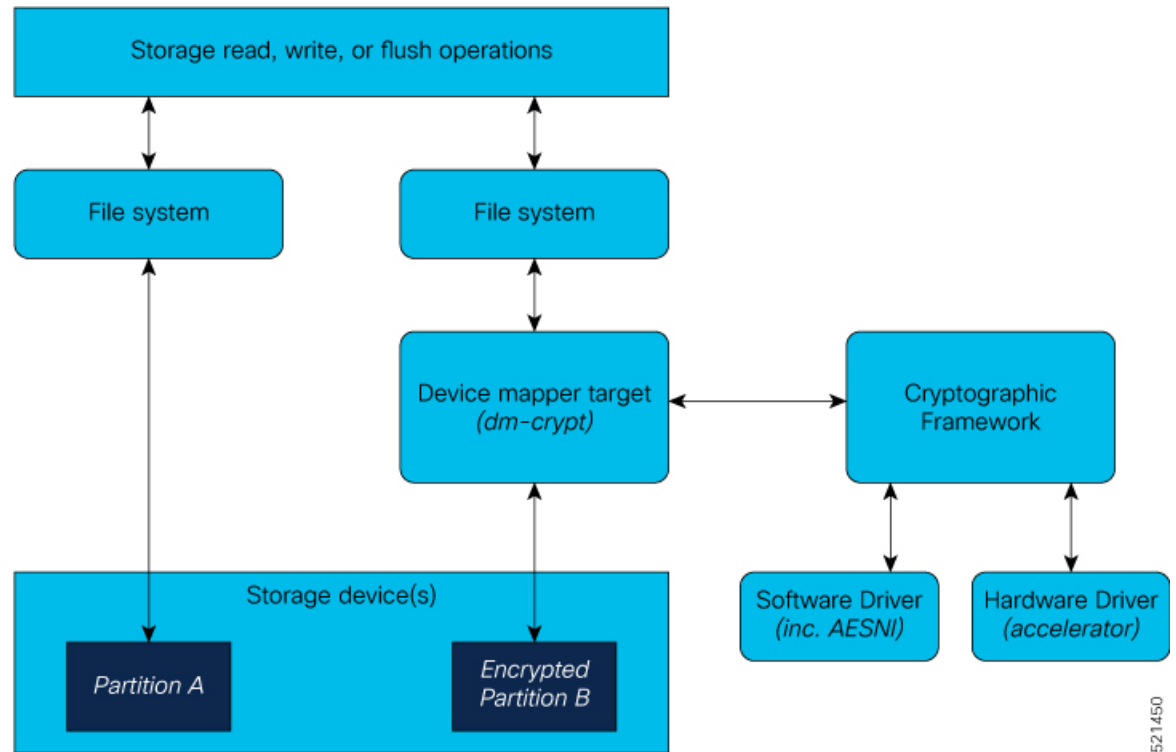 Storage read, write, or flush operations
File system
File system
Device mapper target
(dm-crypt)
Cryptographic
Framework
Storage device(s)
Software Driver
(inc. AESNI)
Hardware Driver
(accelerator)
Partition A
Encrypted
Partition B
521450